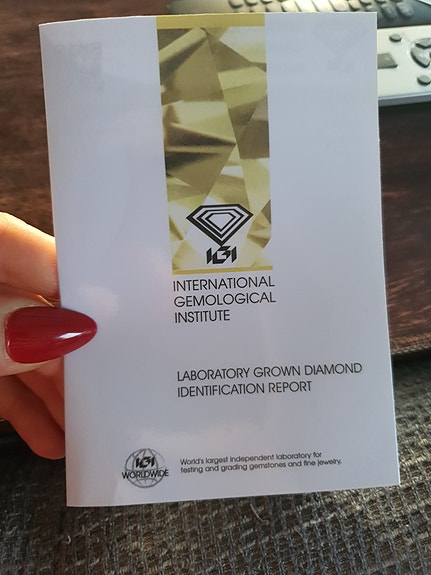 IGI
INTERNATIONAL
GEMOLOGICAL
INSTITUTE
LABORATORY GROWN DIAMOND
IDENTIFICATION REPORT
IGI
WORLDWIDE
World's largest independent laboratory for
testing and grading gemstones and fine jewelry.